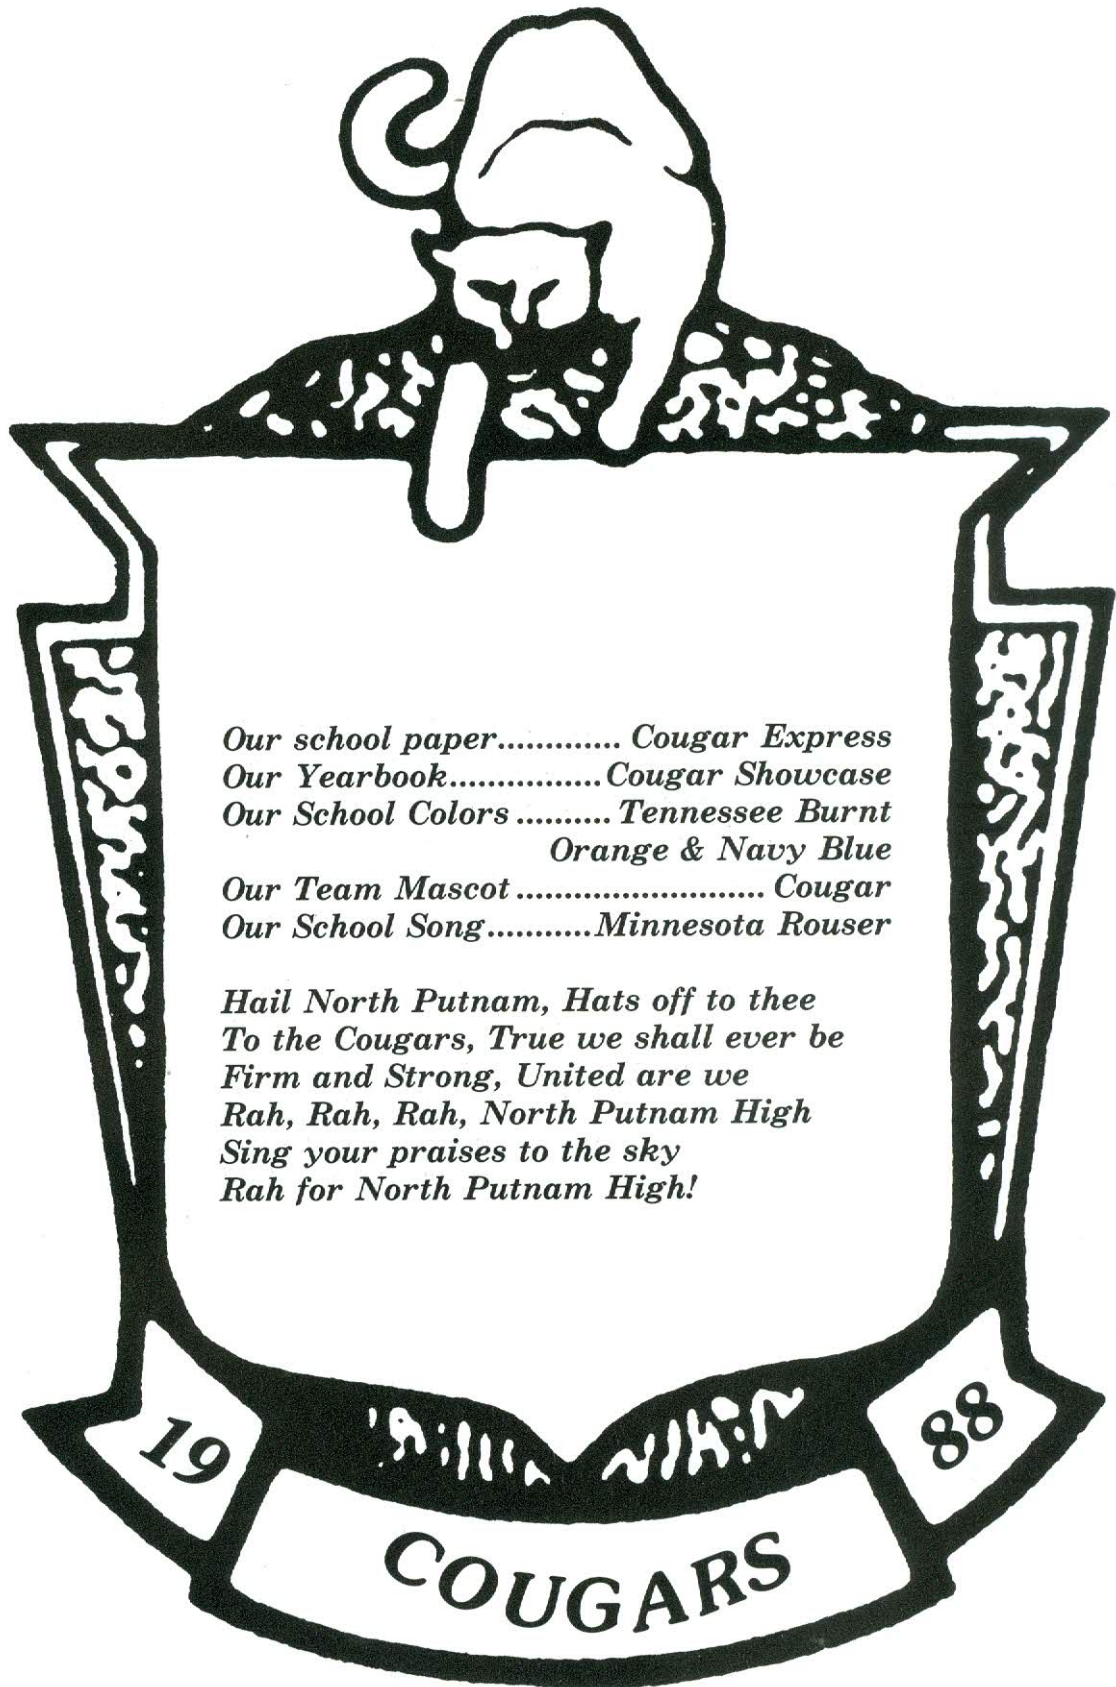 Our school paper............. Cougar Express
Our Yearbook................Cougar Showcase
Our School Colors .......... Tennessee Burnt
Orange & Navy Blue
Our Team Mascot .......................... Cougar
Our School Song...........Minnesota Rouser
Hail North Putnam, Hats off to thee
To the Cougars, True we shall ever be
Firm and Strong, United are we
Rah, Rah, Rah, North Putnam High
Sing your praises to the sky
Rah for North Putnam High!
19
88
COUGARS